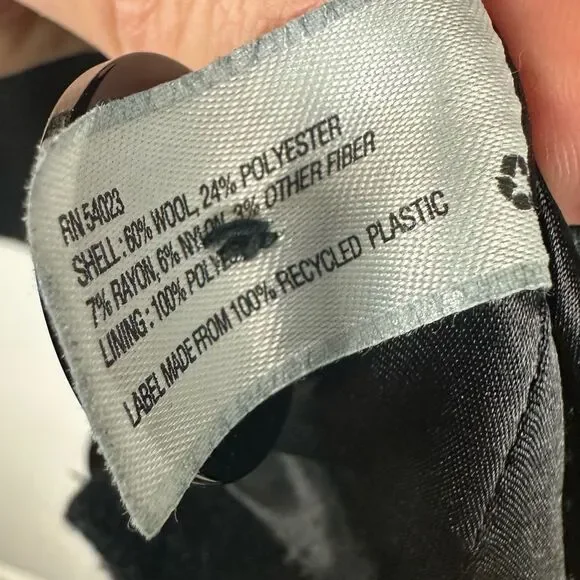 RN 54023
SHELL : 60% WOOL, 24% POLYESTER
7% RAYON, 6% NYLON, 3% OTHER FIBER
LINING : 100%
LABEL MADE FROM 100% RECYCLED PLASTIC